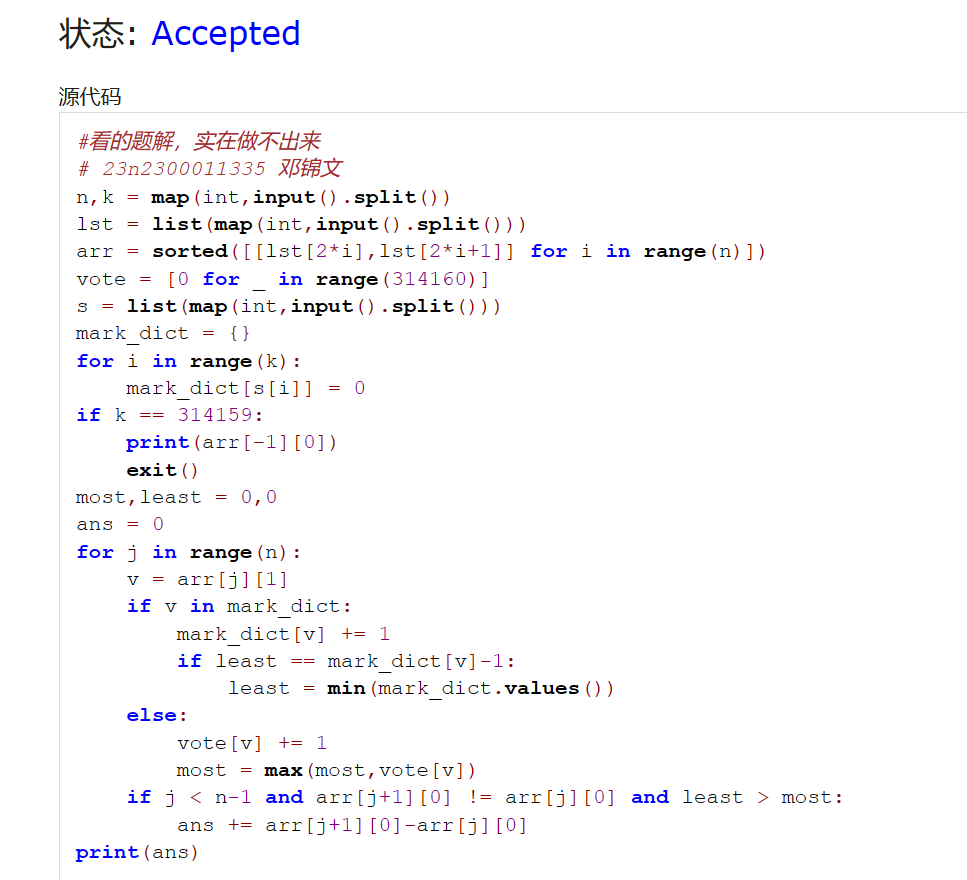 状态: Accepted
源代码
#看的题解，实在做不出来
# 23n2300011335 邓锦文
n,k = map(int,input().split())
lst = list(map(int,input().split()))
arr = sorted([[lst[2*i],lst[2*i+1]] for i in range(n)])
vote = [0 for _ in range(314160)]
s = list(map(int,input().split()))
mark_dict = {}
for i in range(k):
    mark_dict[s[i]] = 0
if k == 314159:
    print(arr[-1][0])
    exit()
most,least = 0,0
ans = 0
for j in range(n):
    v = arr[j][1]
    if v in mark_dict:
        mark_dict[v] += 1
        if least == mark_dict[v]-1:
            least = min(mark_dict.values())
    else:
        vote[v] += 1
        most = max(most,vote[v])
    if j < n-1 and arr[j+1][0] != arr[j][0] and least > most:
        ans += arr[j+1][0]-arr[j][0]
print(ans)